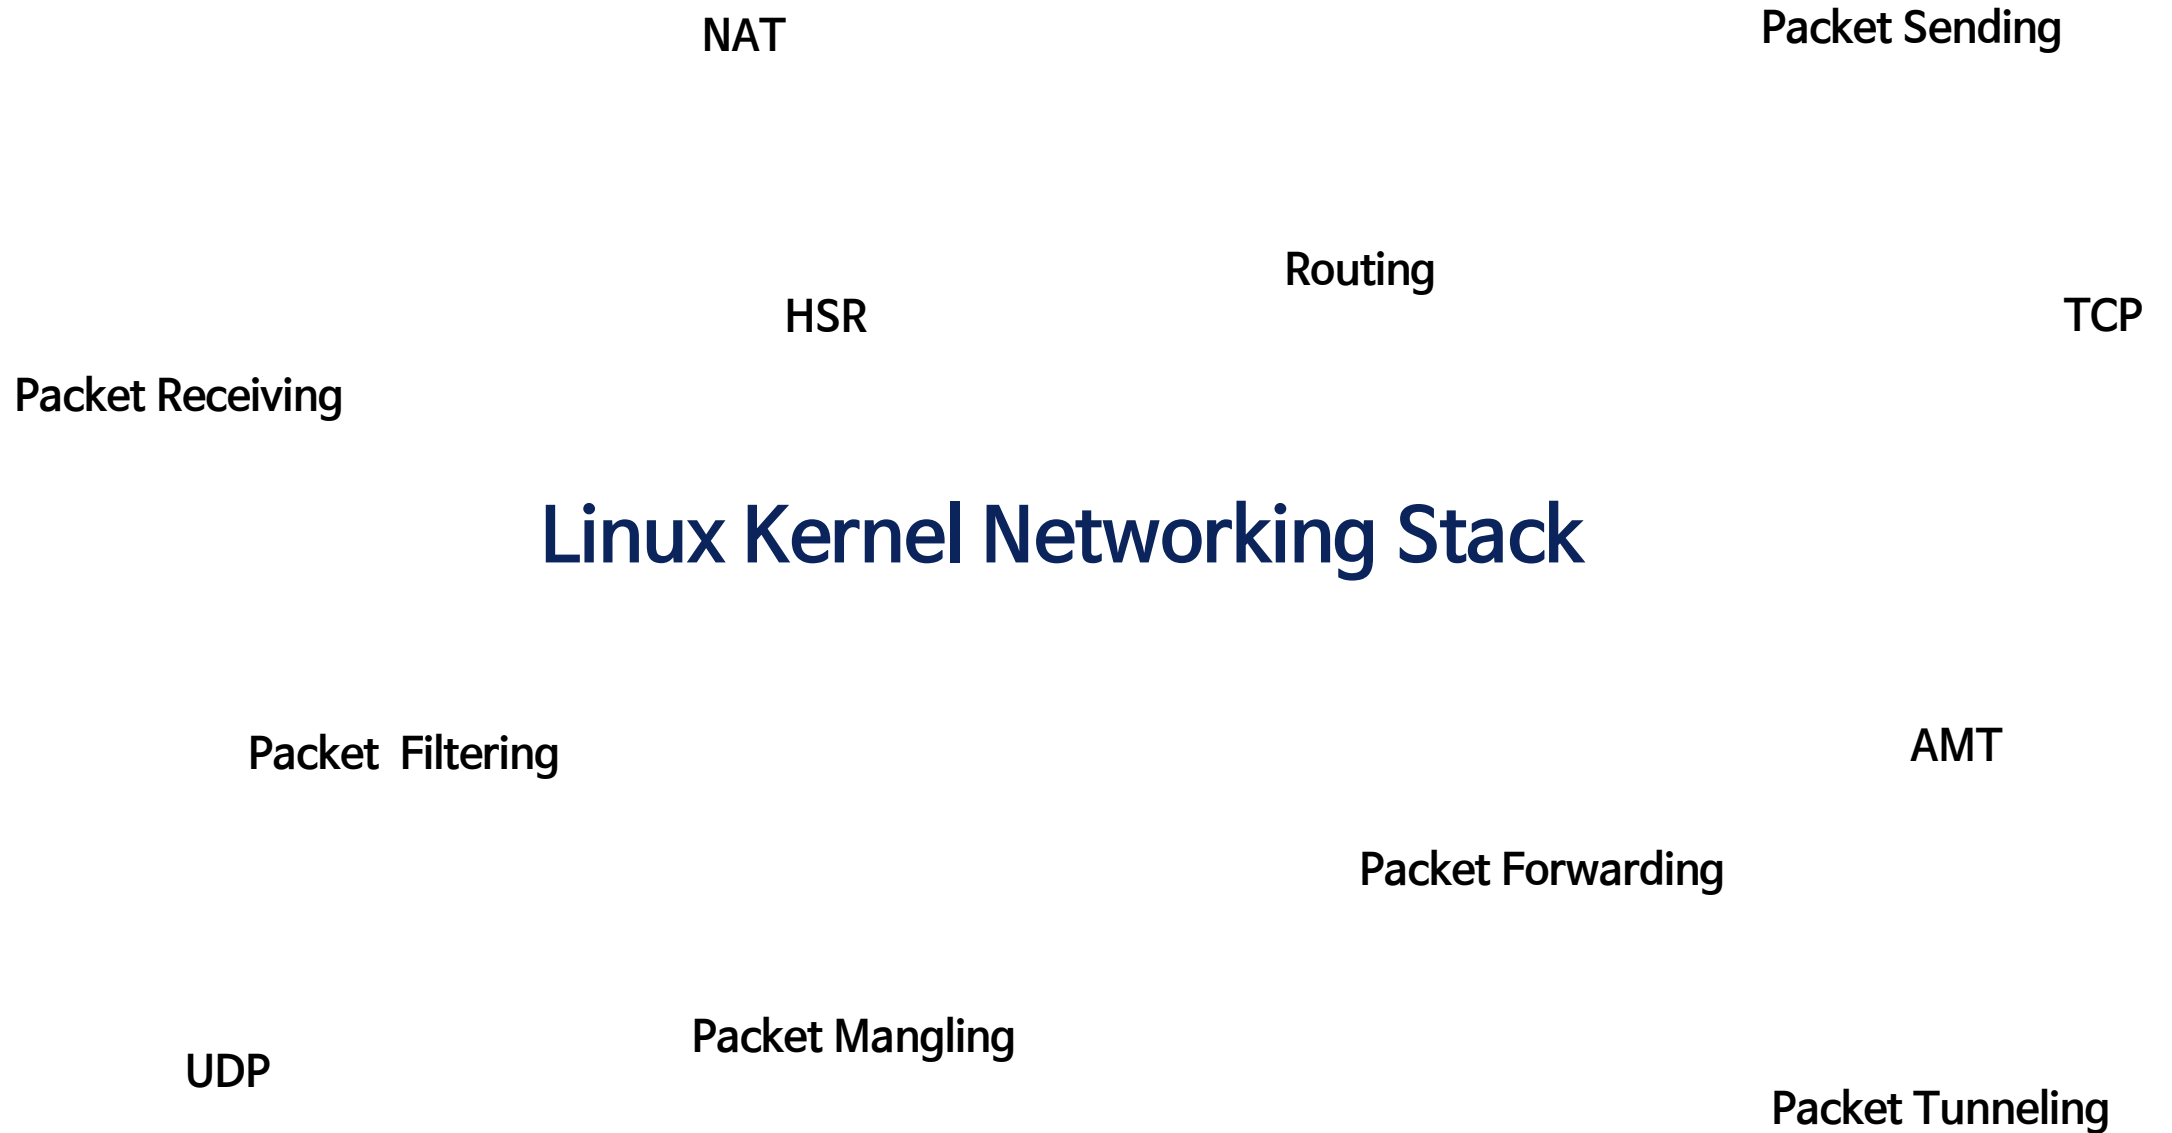 NAT
Packet Sending
Routing
HSR
TCP
Packet Receiving
Linux Kernel Networking Stack
Packet  Filtering
AMT
Packet Forwarding
Packet Mangling
UDP
Packet Tunneling